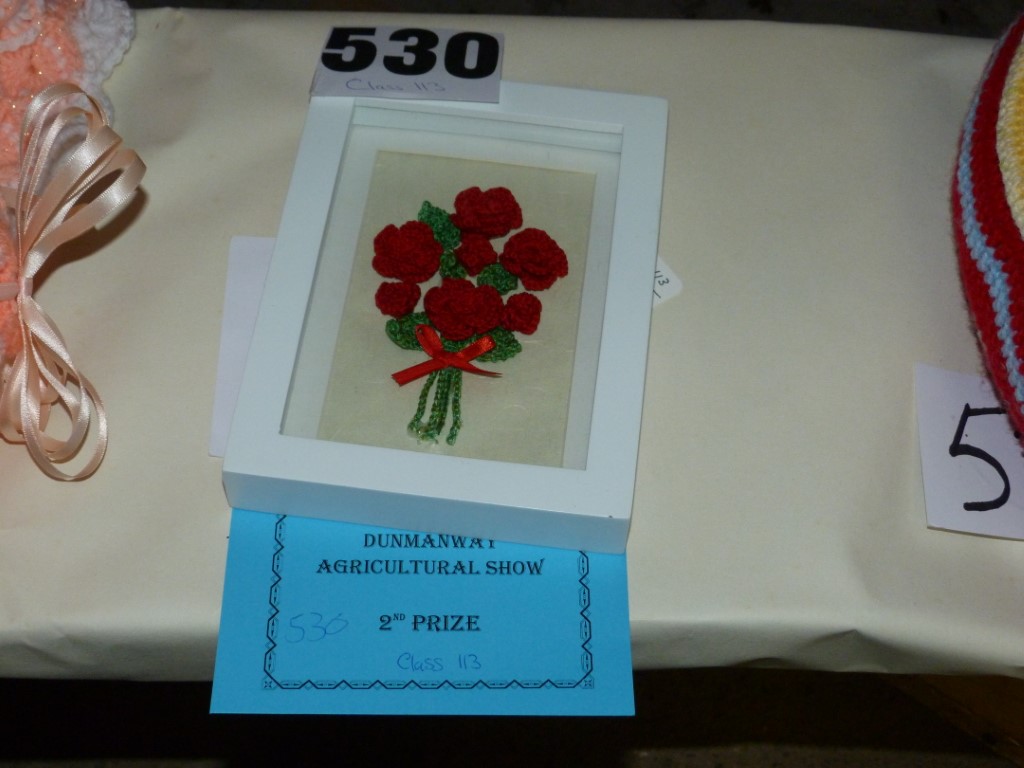 530
Class 113
113
5
DUNMANWAY
AGRICULTURAL SHOW
530
2ND PRIZE
Class 113